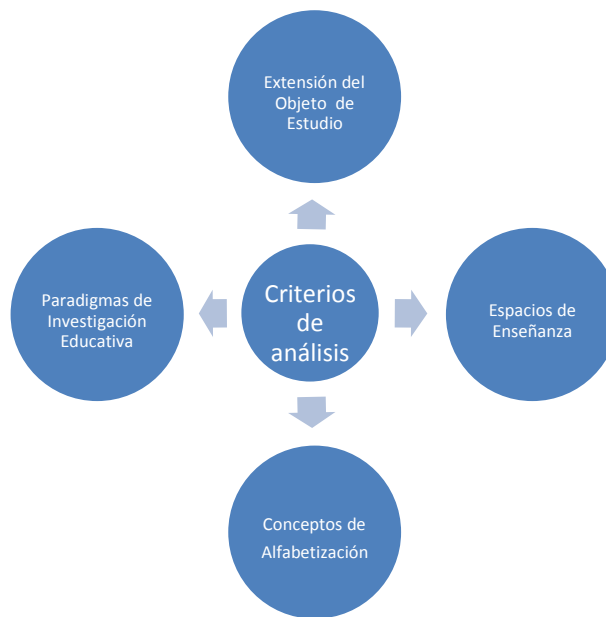 Extensión del
Objeto de
Estudio
Paradigmas de
Investigación
Educativa
Criterios
de
análisis
Espacios de
Enseñanza
Conceptos de
Alfabetización